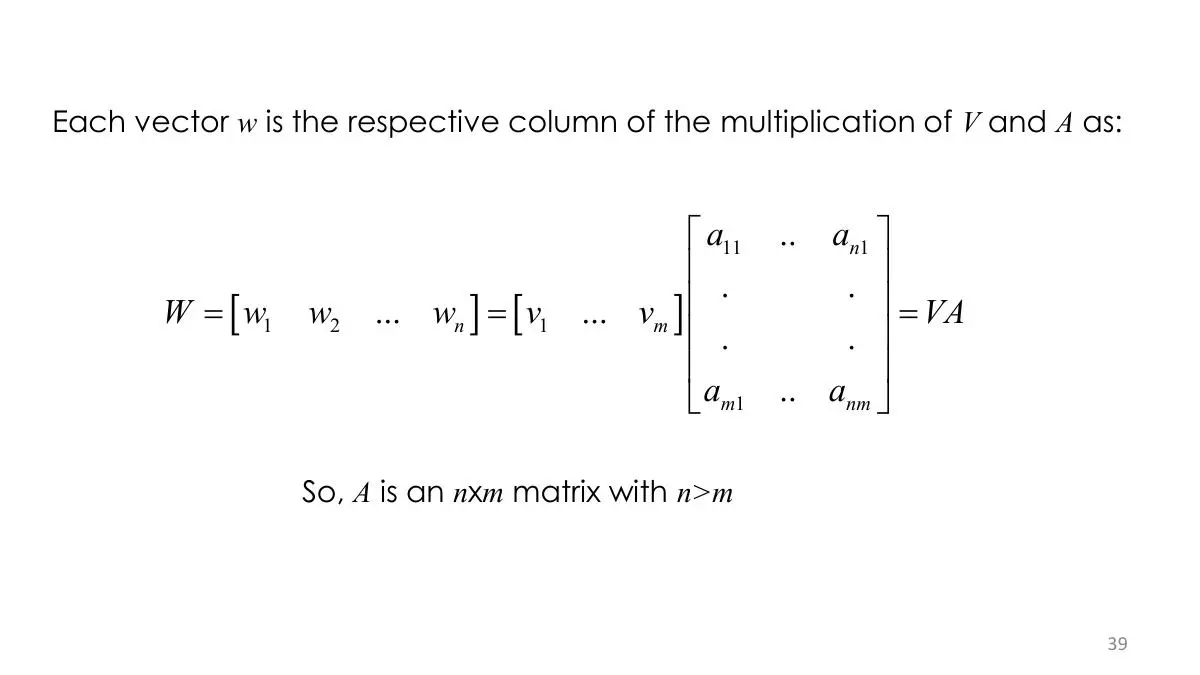 Each vector w is the respective column of the multiplication of V and A as:
a₁₁ .. aₙ₁
. .
W = [w₁ w₂ ... wₙ] = [v₁ ... vₘ] = VA
. .
aₘ₁ .. aₙₘ
So, A is an nxm matrix with n>m
39